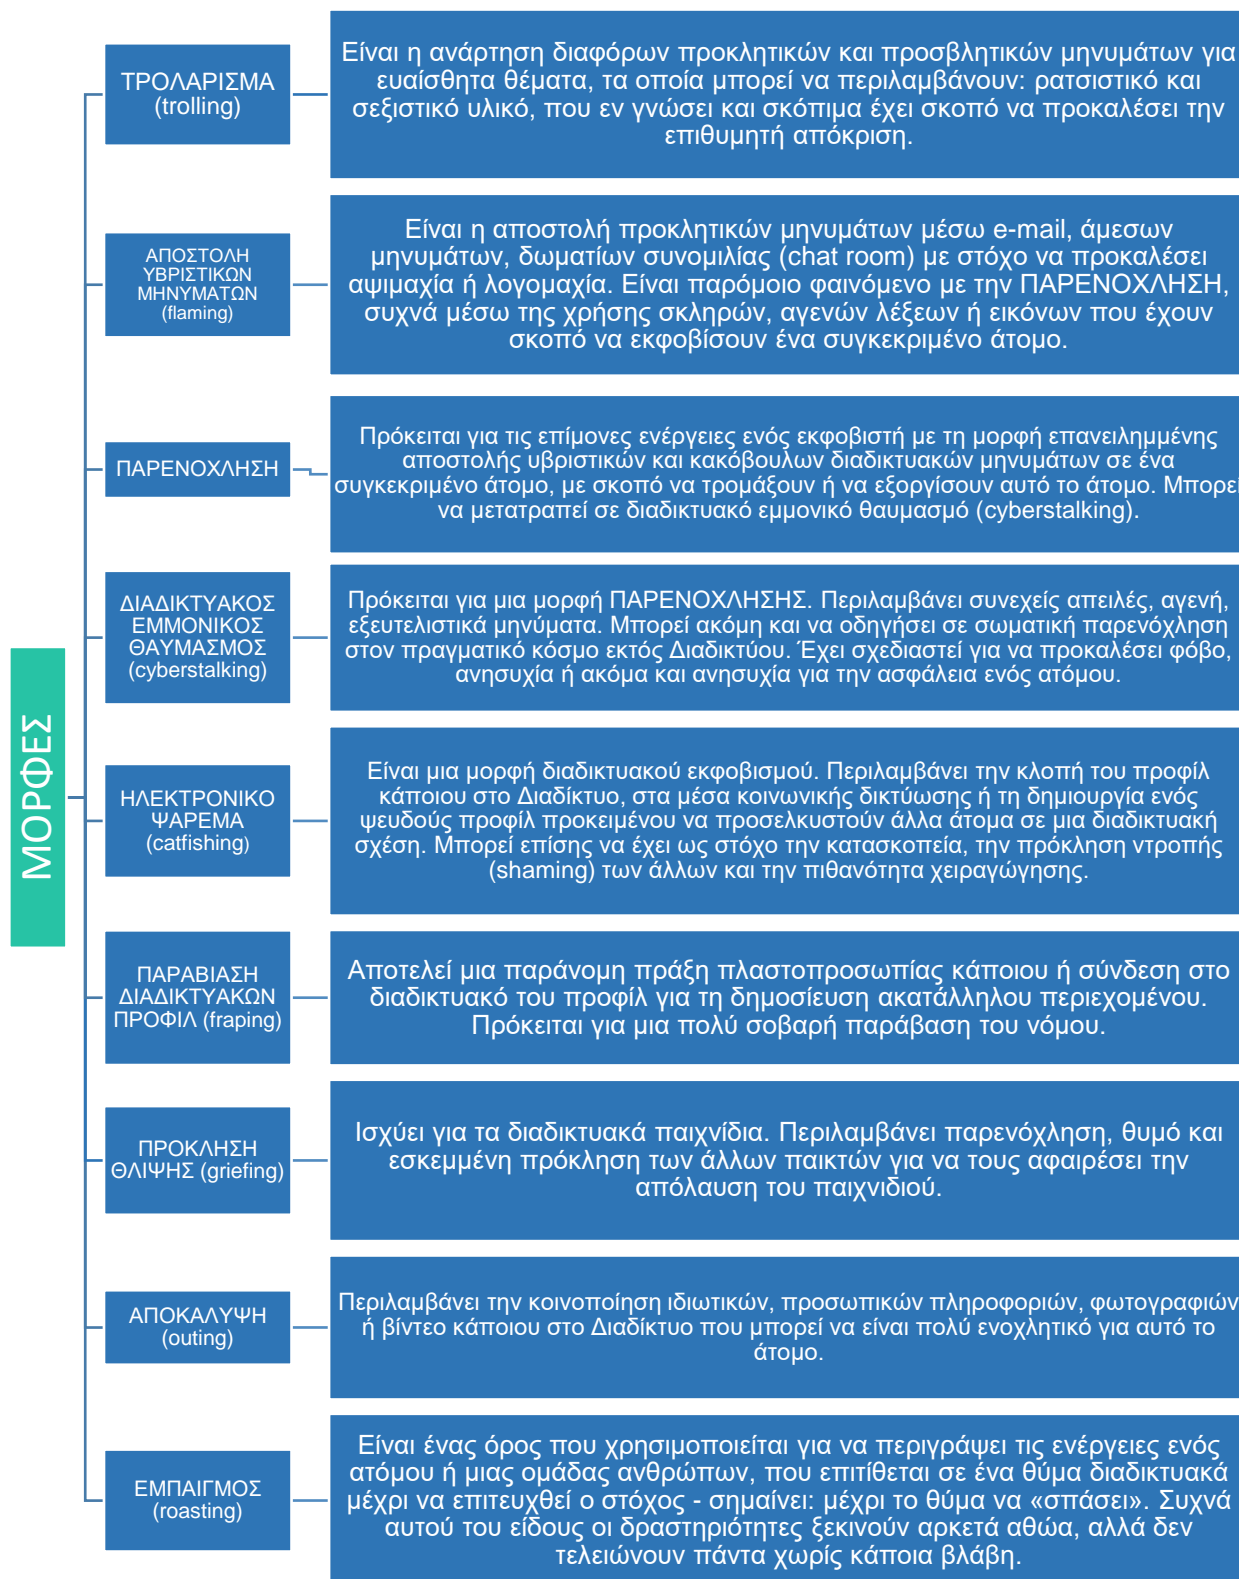 ΜΟΡΦΕΣ
ΤΡΟΛΑΡΙΣΜΑ
(trolling)
Είναι η ανάρτηση διαφόρων προκλητικών και προσβλητικών μηνυμάτων για
ευαίσθητα θέματα, τα οποία μπορεί να περιλαμβάνουν: ρατσιστικό και
σεξιστικό υλικό, που εν γνώσει και σκόπιμα έχει σκοπό να προκαλέσει την
επιθυμητή απόκριση.
ΑΠΟΣΤΟΛΗ
ΥΒΡΙΣΤΙΚΩΝ
ΜΗΝΥΜΑΤΩΝ
(flaming)
Είναι η αποστολή προκλητικών μηνυμάτων μέσω e-mail, άμεσων
μηνυμάτων, δωματίων συνομιλίας (chat room) με στόχο να προκαλέσει
αψιμαχία ή λογομαχία. Είναι παρόμοιο φαινόμενο με την ΠΑΡΕΝΟΧΛΗΣΗ,
συχνά μέσω της χρήσης σκληρών, αγενών λέξεων ή εικόνων που έχουν
σκοπό να εκφοβίσουν ένα συγκεκριμένο άτομο.
ΠΑΡΕΝΟΧΛΗΣΗ
Πρόκειται για τις επίμονες ενέργειες ενός εκφοβιστή με τη μορφή επανειλημμένης
αποστολής υβριστικών και κακόβουλων διαδικτυακών μηνυμάτων σε ένα
συγκεκριμένο άτομο, με σκοπό να τρομάξουν ή να εξοργίσουν αυτό το άτομο. Μπορεί
να μετατραπεί σε διαδικτυακό εμμονικό θαυμασμό (cyberstalking).
ΔΙΑΔΙΚΤΥΑΚΟΣ
ΕΜΜΟΝΙΚΟΣ
ΘΑΥΜΑΣΜΟΣ
(cyberstalking)
Πρόκειται για μια μορφή ΠΑΡΕΝΟΧΛΗΣΗΣ. Περιλαμβάνει συνεχείς απειλές, αγενή,
εξευτελιστικά μηνύματα. Μπορεί ακόμη και να οδηγήσει σε σωματική παρενόχληση
στον πραγματικό κόσμο εκτός Διαδικτύου. Έχει σχεδιαστεί για να προκαλέσει φόβο,
ανησυχία ή ακόμα και ανησυχία για την ασφάλεια ενός ατόμου.
ΗΛΕΚΤΡΟΝΙΚΟ
ΨΑΡΕΜΑ
(catfishing)
Είναι μια μορφή διαδικτυακού εκφοβισμού. Περιλαμβάνει την κλοπή του προφίλ
κάποιου στο Διαδίκτυο, στα μέσα κοινωνικής δικτύωσης ή τη δημιουργία ενός
ψευδούς προφίλ προκειμένου να προσελκυστούν άλλα άτομα σε μια διαδικτυακή
σχέση. Μπορεί επίσης να έχει ως στόχο την κατασκοπεία, την πρόκληση ντροπής
(shaming) των άλλων και την πιθανότητα χειραγώγησης.
ΠΑΡΑΒΙΑΣΗ
ΔΙΑΔΙΚΤΥΑΚΩΝ
ΠΡΟΦΙΛ (fraping)
Αποτελεί μια παράνομη πράξη πλαστοπροσωπίας κάποιου ή σύνδεση στο
διαδικτυακό του προφίλ για τη δημοσίευση ακατάλληλου περιεχομένου.
Πρόκειται για μια πολύ σοβαρή παράβαση του νόμου.
ΠΡΟΚΛΗΣΗ
ΘΛΙΨΗΣ (griefing)
Ισχύει για τα διαδικτυακά παιχνίδια. Περιλαμβάνει παρενόχληση, θυμό και
εσκεμμένη πρόκληση των άλλων παικτών για να τους αφαιρέσει την
απόλαυση του παιχνιδιού.
ΑΠΟΚΑΛΥΨΗ
(outing)
Περιλαμβάνει την κοινοποίηση ιδιωτικών, προσωπικών πληροφοριών, φωτογραφιών
ή βίντεο κάποιου στο Διαδίκτυο που μπορεί να είναι πολύ ενοχλητικό για αυτό το
άτομο.
ΕΜΠΑΙΓΜΟΣ
(roasting)
Είναι ένας όρος που χρησιμοποιείται για να περιγράψει τις ενέργειες ενός
ατόμου ή μιας ομάδας ανθρώπων, που επιτίθεται σε ένα θύμα διαδικτυακά
μέχρι να επιτευχθεί ο στόχος - σημαίνει: μέχρι το θύμα να «σπάσει». Συχνά
αυτού του είδους οι δραστηριότητες ξεκινούν αρκετά αθώα, αλλά δεν
τελειώνουν πάντα χωρίς κάποια βλάβη.